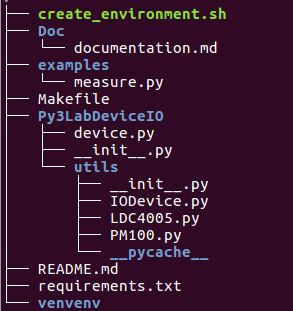 create_environment.sh
Doc
documentation.md
examples
measure.py
Makefile
Py3LabDeviceIO
device.py
__init__.py
utils
__init__.py
IODevice.py
LDC4005.py
PM100.py
__pycache__
README.md
requirements.txt
venvenv